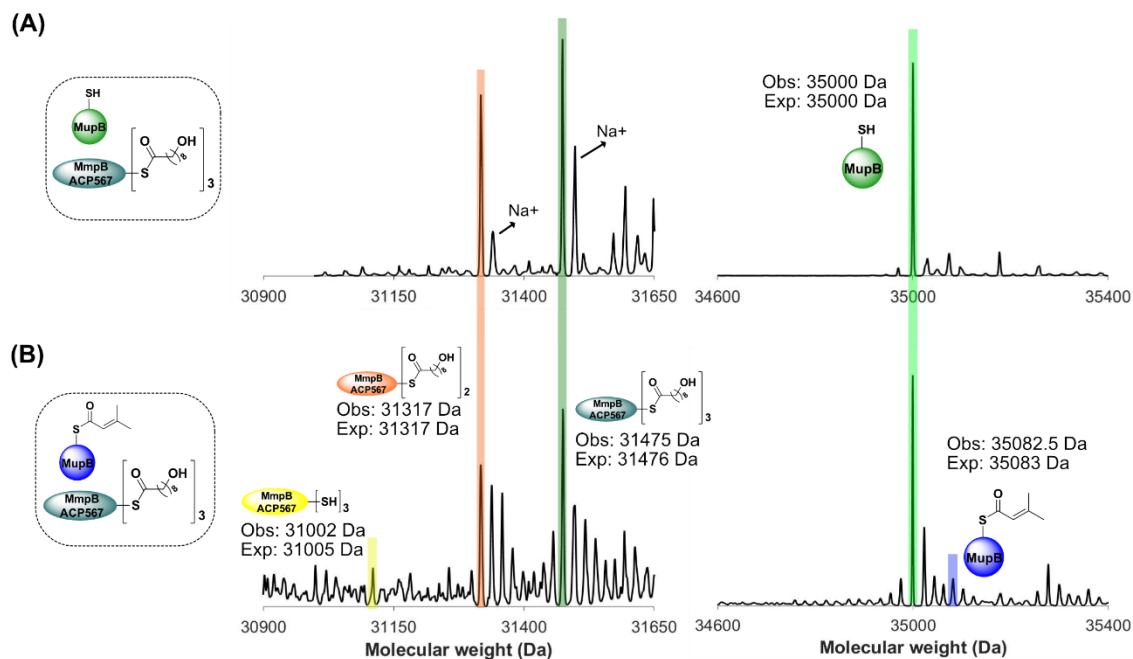 (A)
SH
MupB
MmpB
ACP567
S
O
OH
8
3
Na+
Na+
Obs: 35000 Da
Exp: 35000 Da
SH
MupB
30900 31150 31400 31650
34600 35000 35400
(B)
O
S
MupB
MmpB
ACP567
S
O
OH
8
3
MmpB
ACP567
S
O
OH
8
2
Obs: 31317 Da
Exp: 31317 Da
MmpB
ACP567
S
O
OH
8
3
Obs: 31475 Da
Exp: 31476 Da
MmpB
ACP567
SH
3
Obs: 31002 Da
Exp: 31005 Da
Obs: 35082.5 Da
Exp: 35083 Da
O
S
MupB
30900 31150 31400 31650
Molecular weight (Da)
34600 35000 35400
Molecular weight (Da)